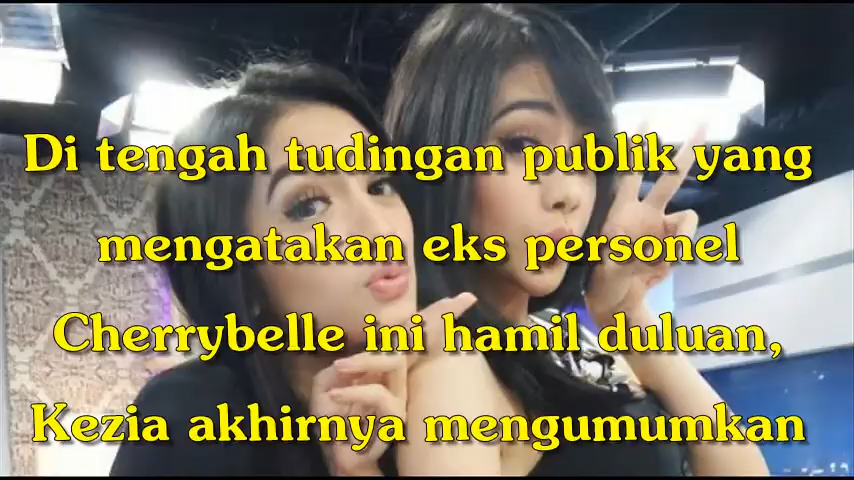 Di tengah tudingan publik yang
mengatakan eks personel
Cherrybelle ini hamil duluan,
Kezia akhirnya mengumumkan